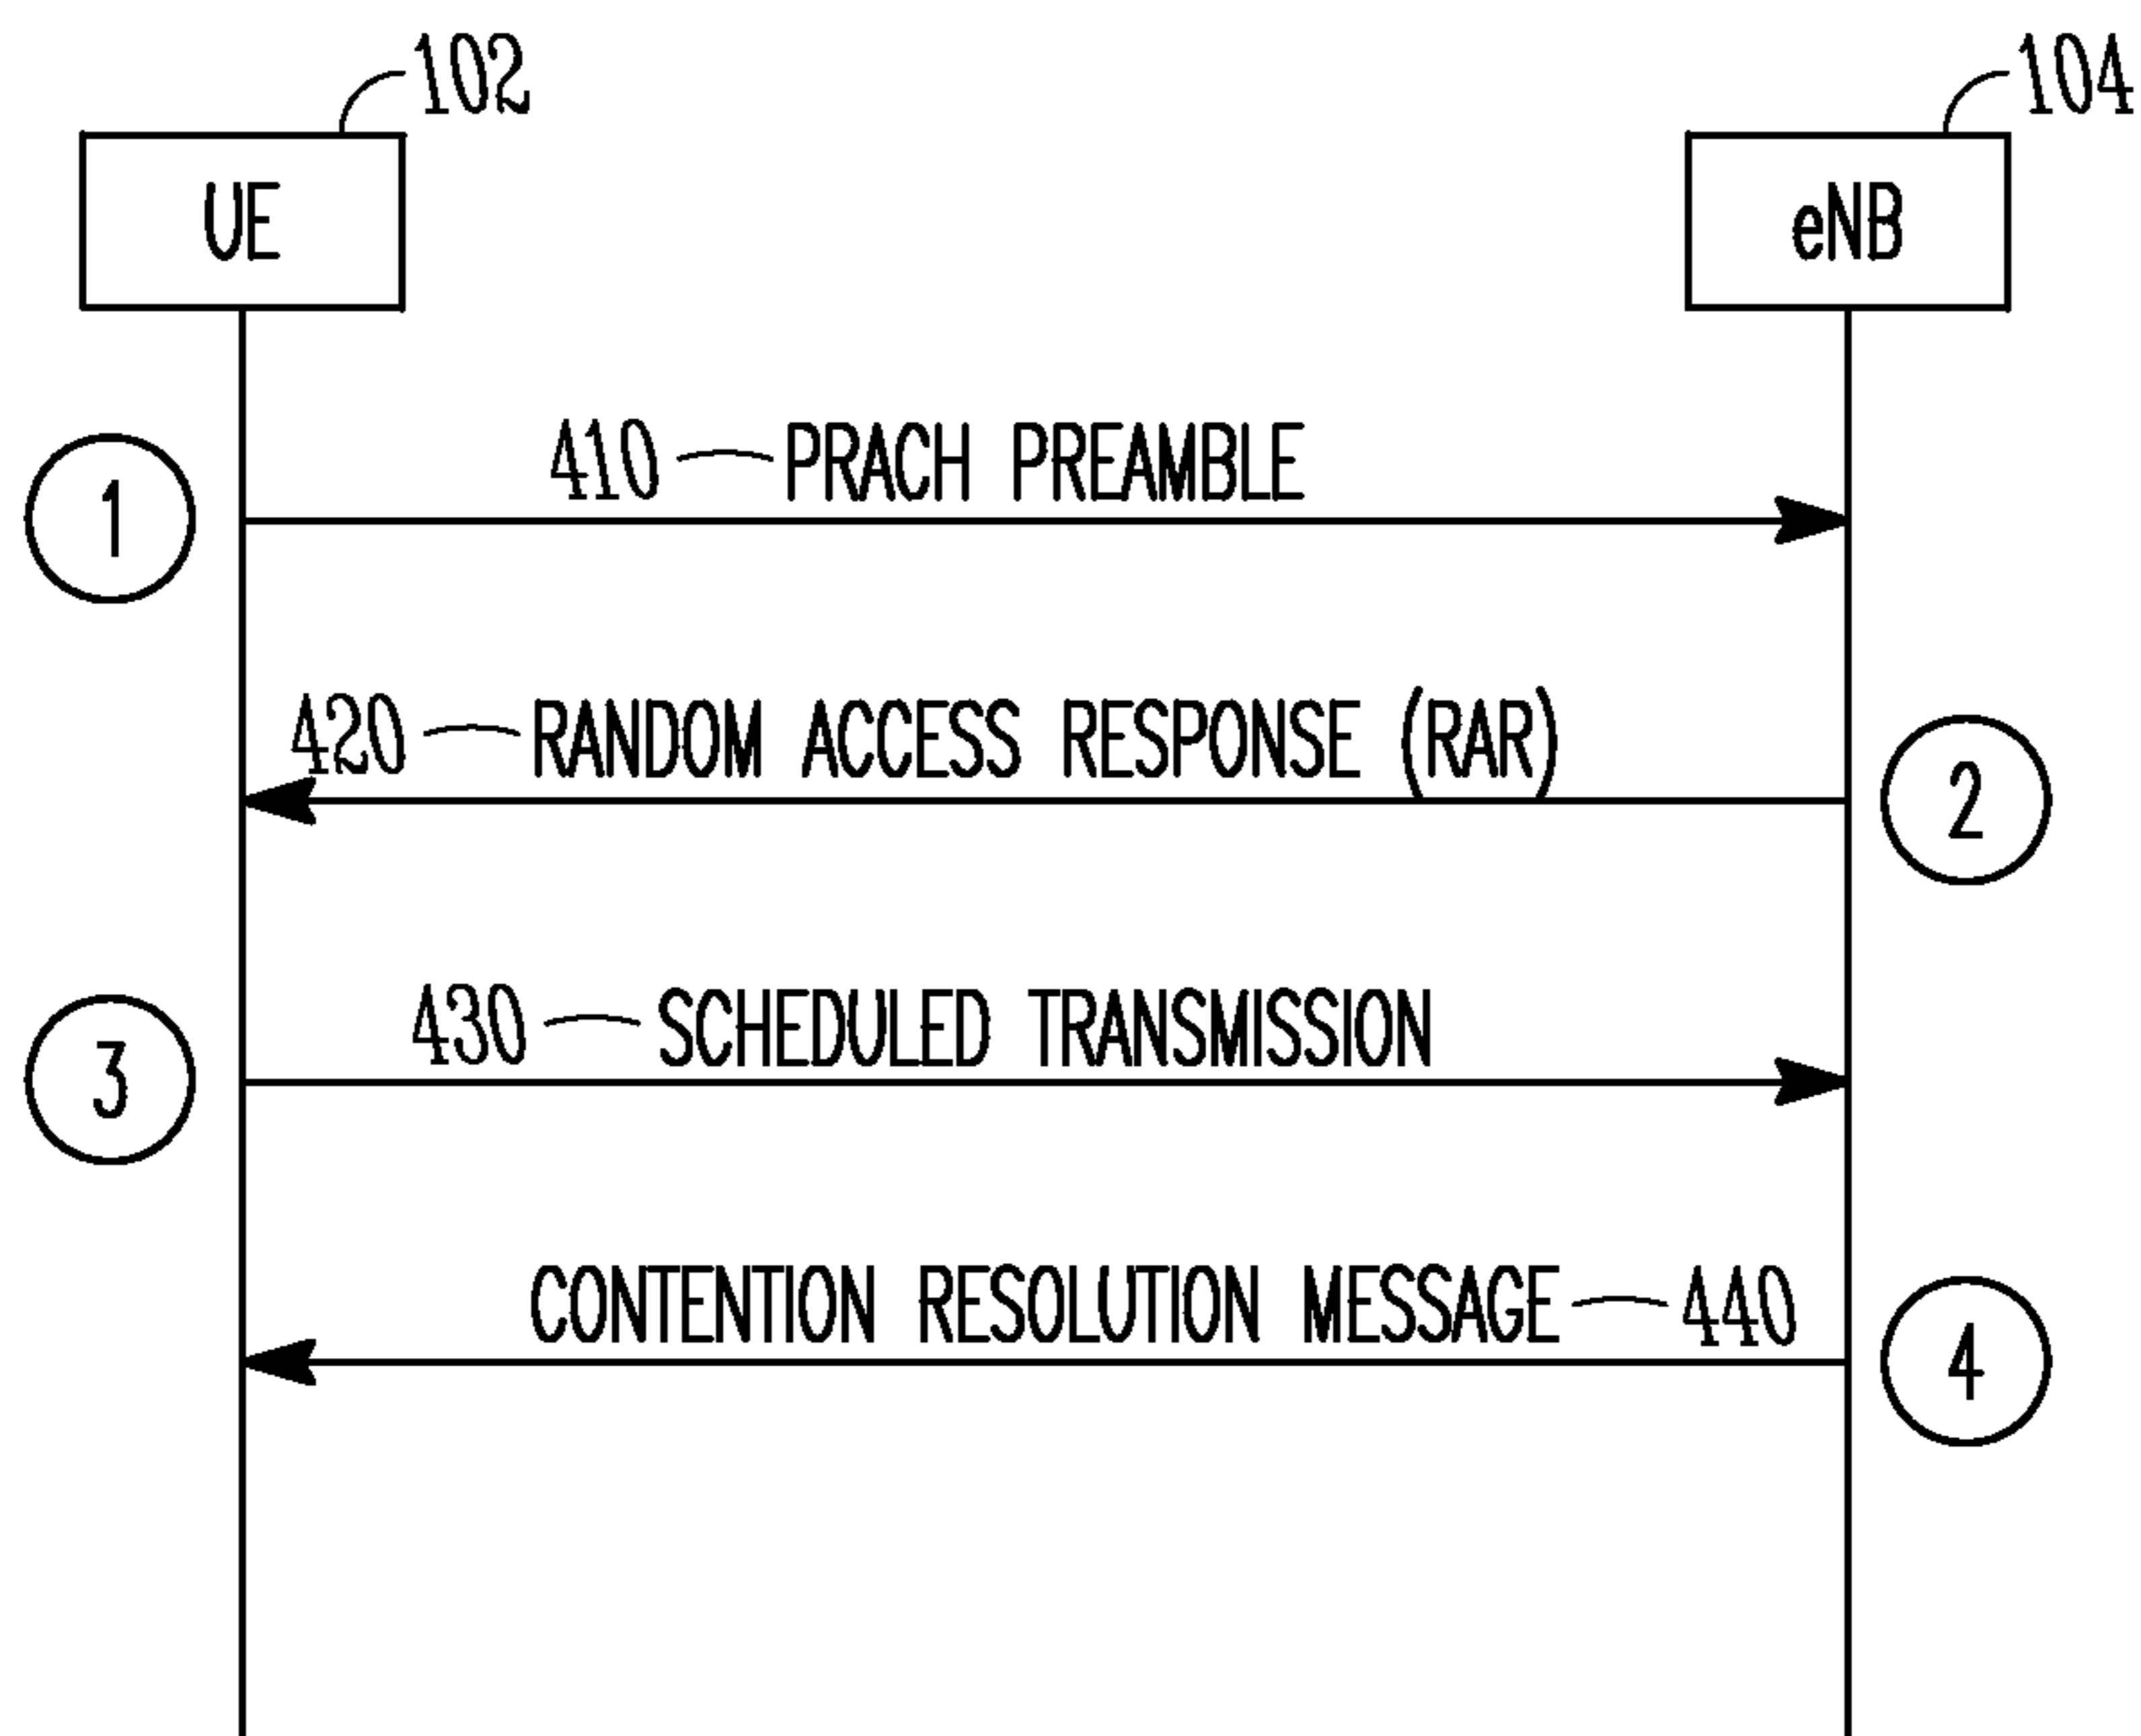 102
104
UE
eNB
410 PRACH PREAMBLE
1
420 RANDOM ACCESS RESPONSE (RAR)
2
430 SCHEDULED TRANSMISSION
3
CONTENTION RESOLUTION MESSAGE 440
4